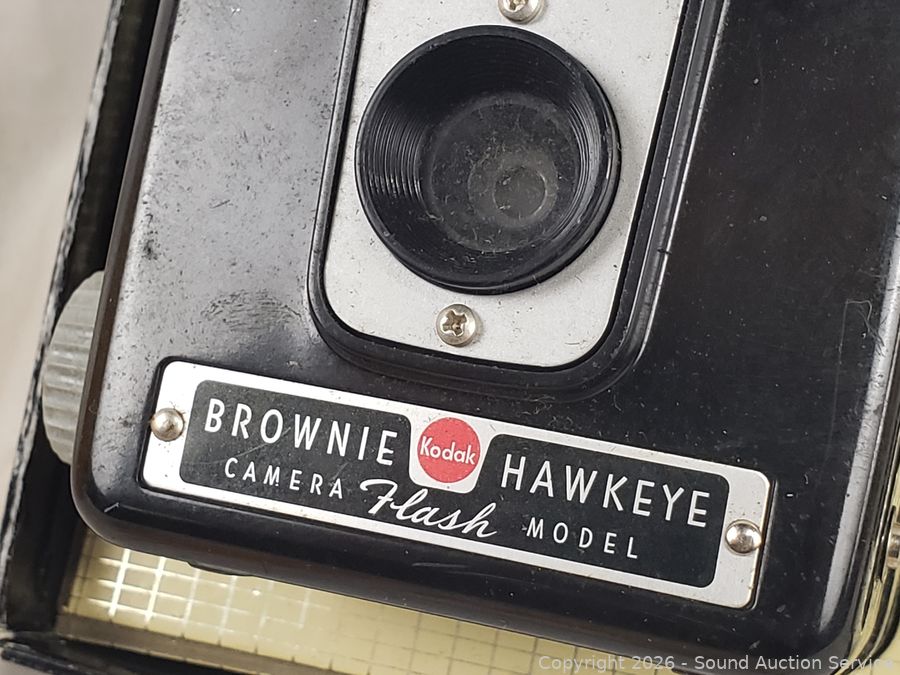 BROWNIE Kodak HAWKEYE
CAMERA Flash MODEL
Copyright 2026 - Sound Auction Service